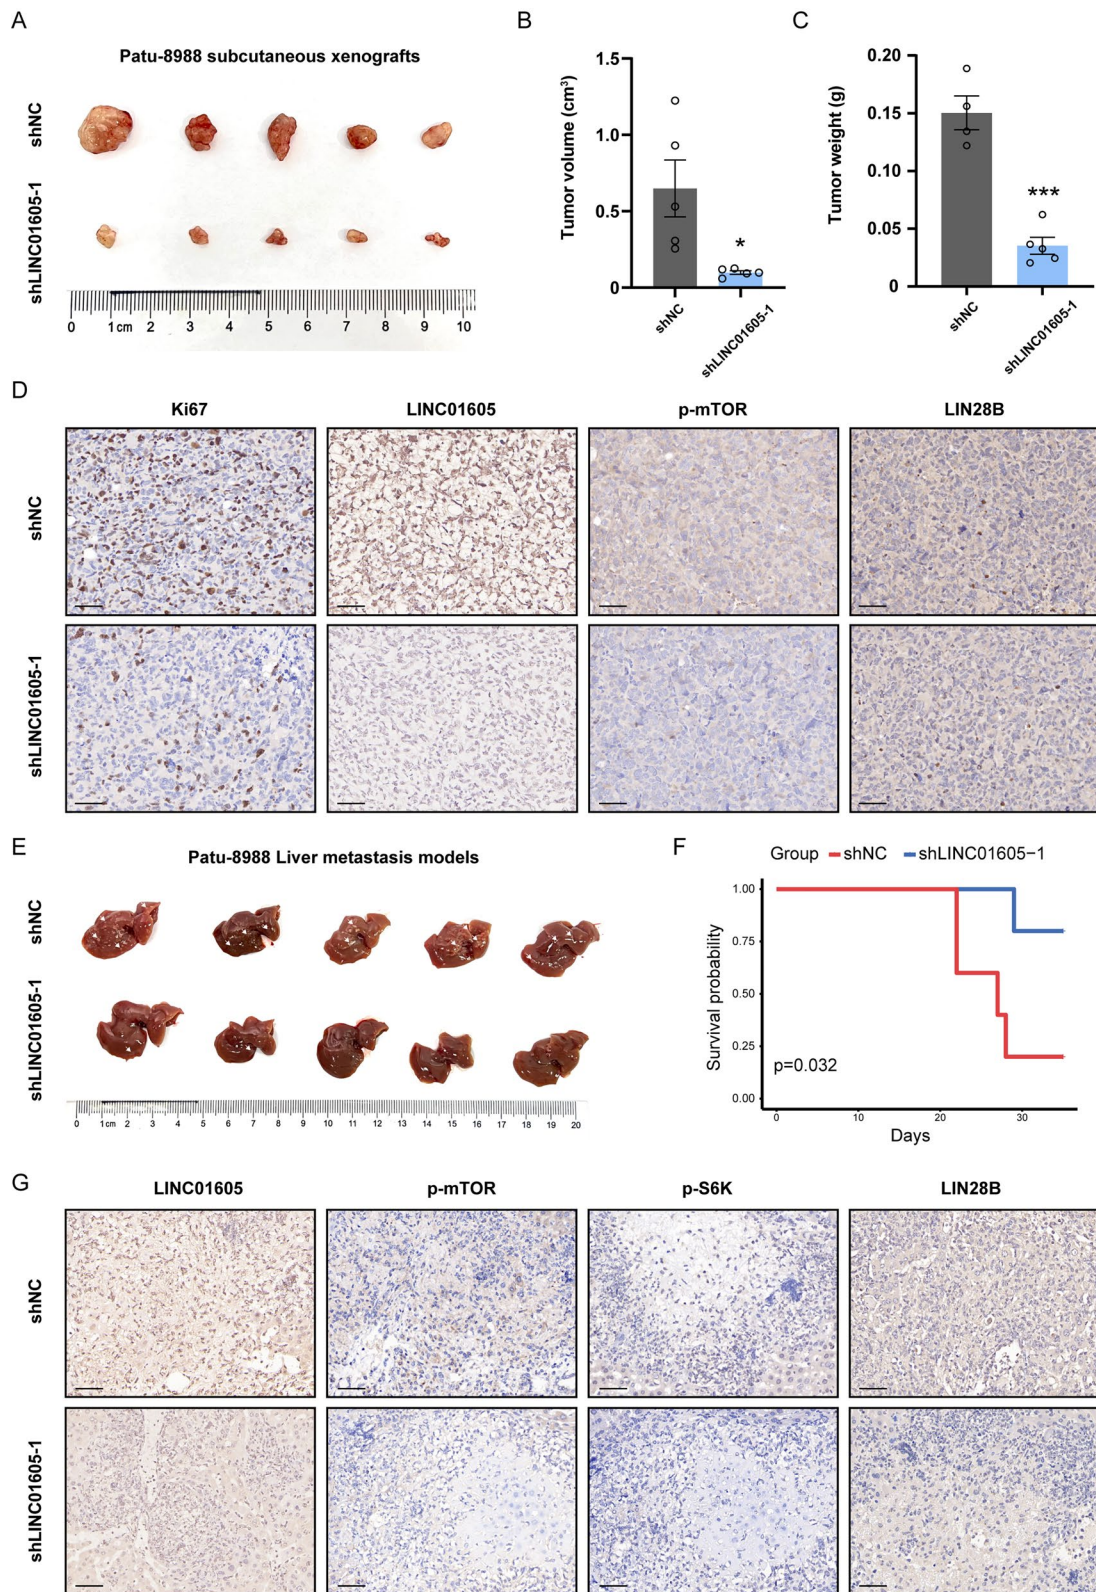 A
Patu-8988 subcutaneous xenografts
shNC
shLINC01605-1
0 1cm 2 3 4 5 6 7 8 9 10
B
Tumor volume (cm³)
1.5
1.0
0.5
0
*
shNC
shLINC01605-1
C
Tumor weight (g)
0.20
0.15
0.10
0.05
0
***
shNC
shLINC01605-1
D
Ki67 LINC01605 p-mTOR LIN28B
shNC
shLINC01605-1
E
Patu-8988 Liver metastasis models
shNC
shLINC01605-1
0 1cm 2 3 4 5 6 7 8 9 10 11 12 13 14 15 16 17 18 19 20
F
Group shNC shLINC01605−1
Survival probability
1.00
0.75
0.50
0.25
0.00
p=0.032
0 10 20 30
Days
G
LINC01605 p-mTOR p-S6K LIN28B
shNC
shLINC01605-1